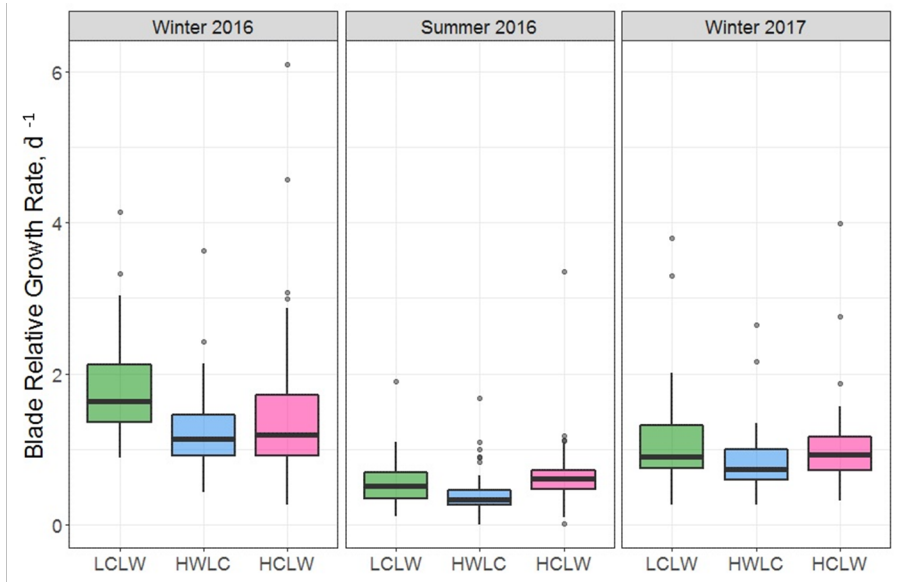 Winter 2016 Summer 2016 Winter 2017
Blade Relative Growth Rate, d -1
6
4
2
0
LCLW HWLC HCLW LCLW HWLC HCLW LCLW HWLC HCLW